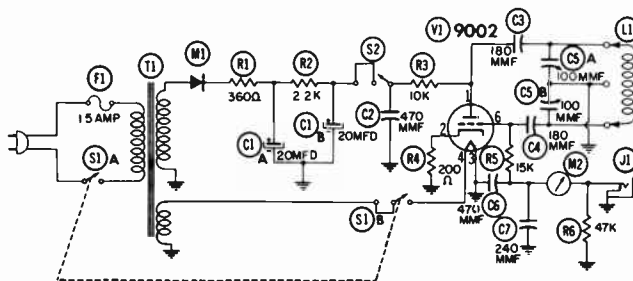 F1
1.5 AMP
S1 A
T1
M1
R1
360Ω
R2
2.2K
C1 A
20MFD
C1 B
20MFD
S2
C2
470 MMF
R3
10K
V1 9002
1
2
6
4
3
R4
200 Ω
R5
15K
C3
180 MMF
C5 A
100 MMF
C5 B
100 MMF
L1
C4
180 MMF
C6
470 MMF
C7
240 MMF
M2
J1
R6
47K
S1 B